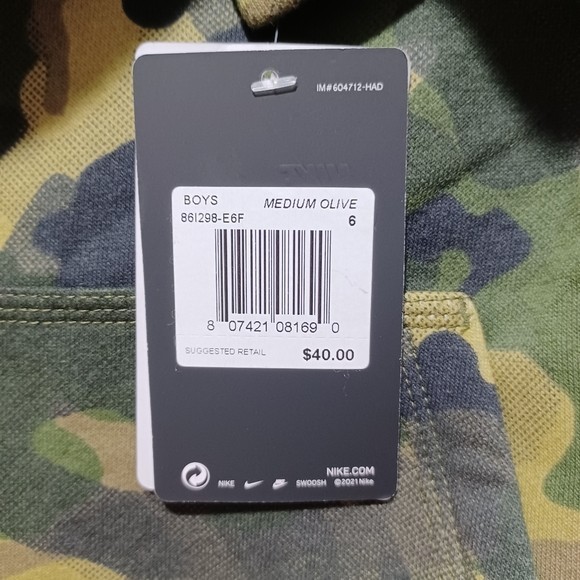 IM#604712-HAD
BOYS MEDIUM OLIVE
86I298-E6F 6
8 07421 08169 0
SUGGESTED RETAIL $40.00
NIKE.COM
NIKE SWOOSH ©2021 Nike